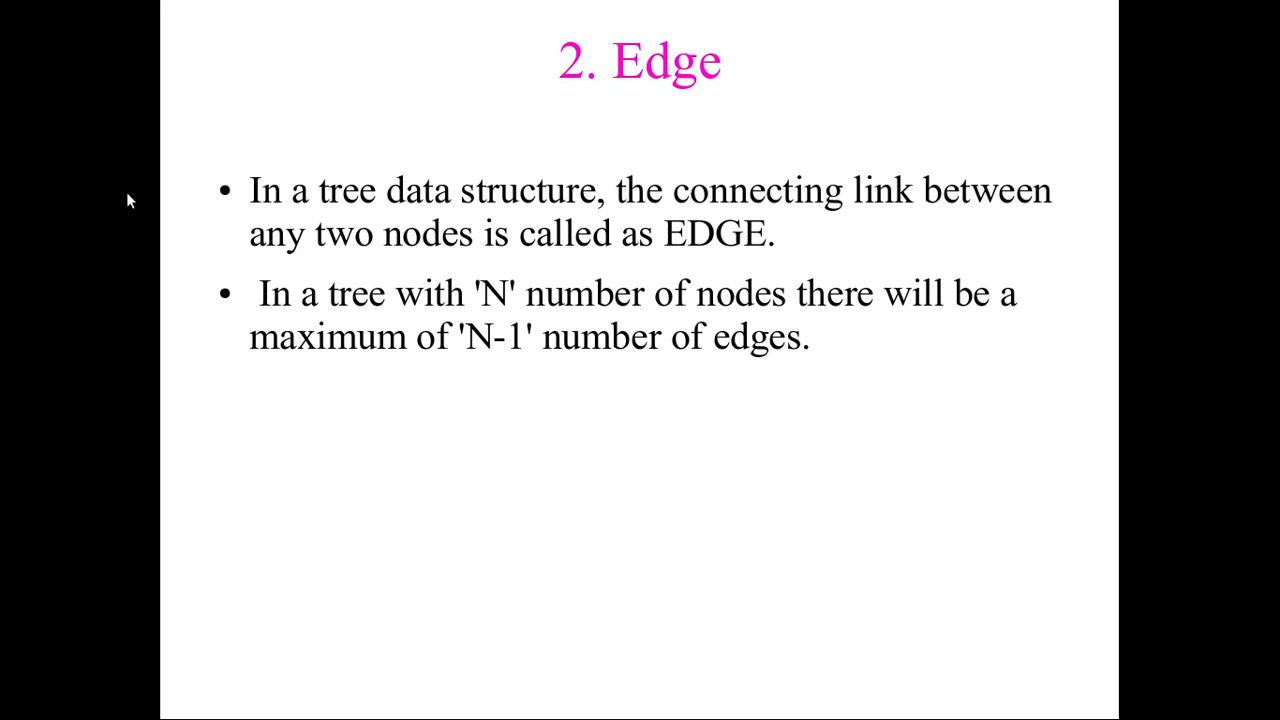 2. Edge
• In a tree data structure, the connecting link between
any two nodes is called as EDGE.
• In a tree with 'N' number of nodes there will be a
maximum of 'N-1' number of edges.